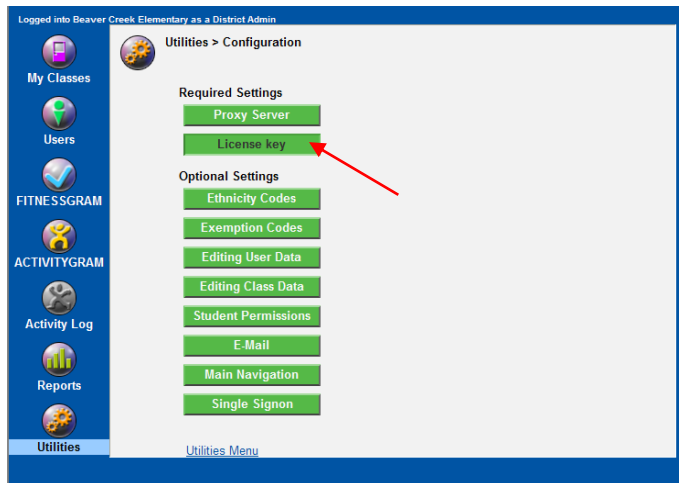 Logged into Beaver Creek Elementary as a District Admin
My Classes
Users
FITNESSGRAM
ACTIVITYGRAM
Activity Log
Reports
Utilities
Utilities > Configuration
Required Settings
Proxy Server
License key
Optional Settings
Ethnicity Codes
Exemption Codes
Editing User Data
Editing Class Data
Student Permissions
E-Mail
Main Navigation
Single Signon
Utilities Menu